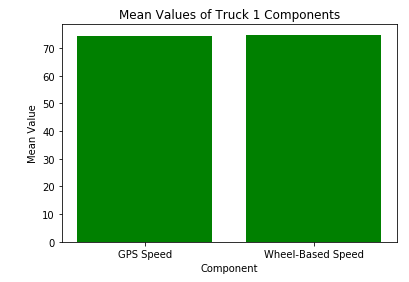 Mean Values of Truck 1 Components
70
60
50
40
30
20
10
0
Mean Value
GPS Speed
Wheel-Based Speed
Component